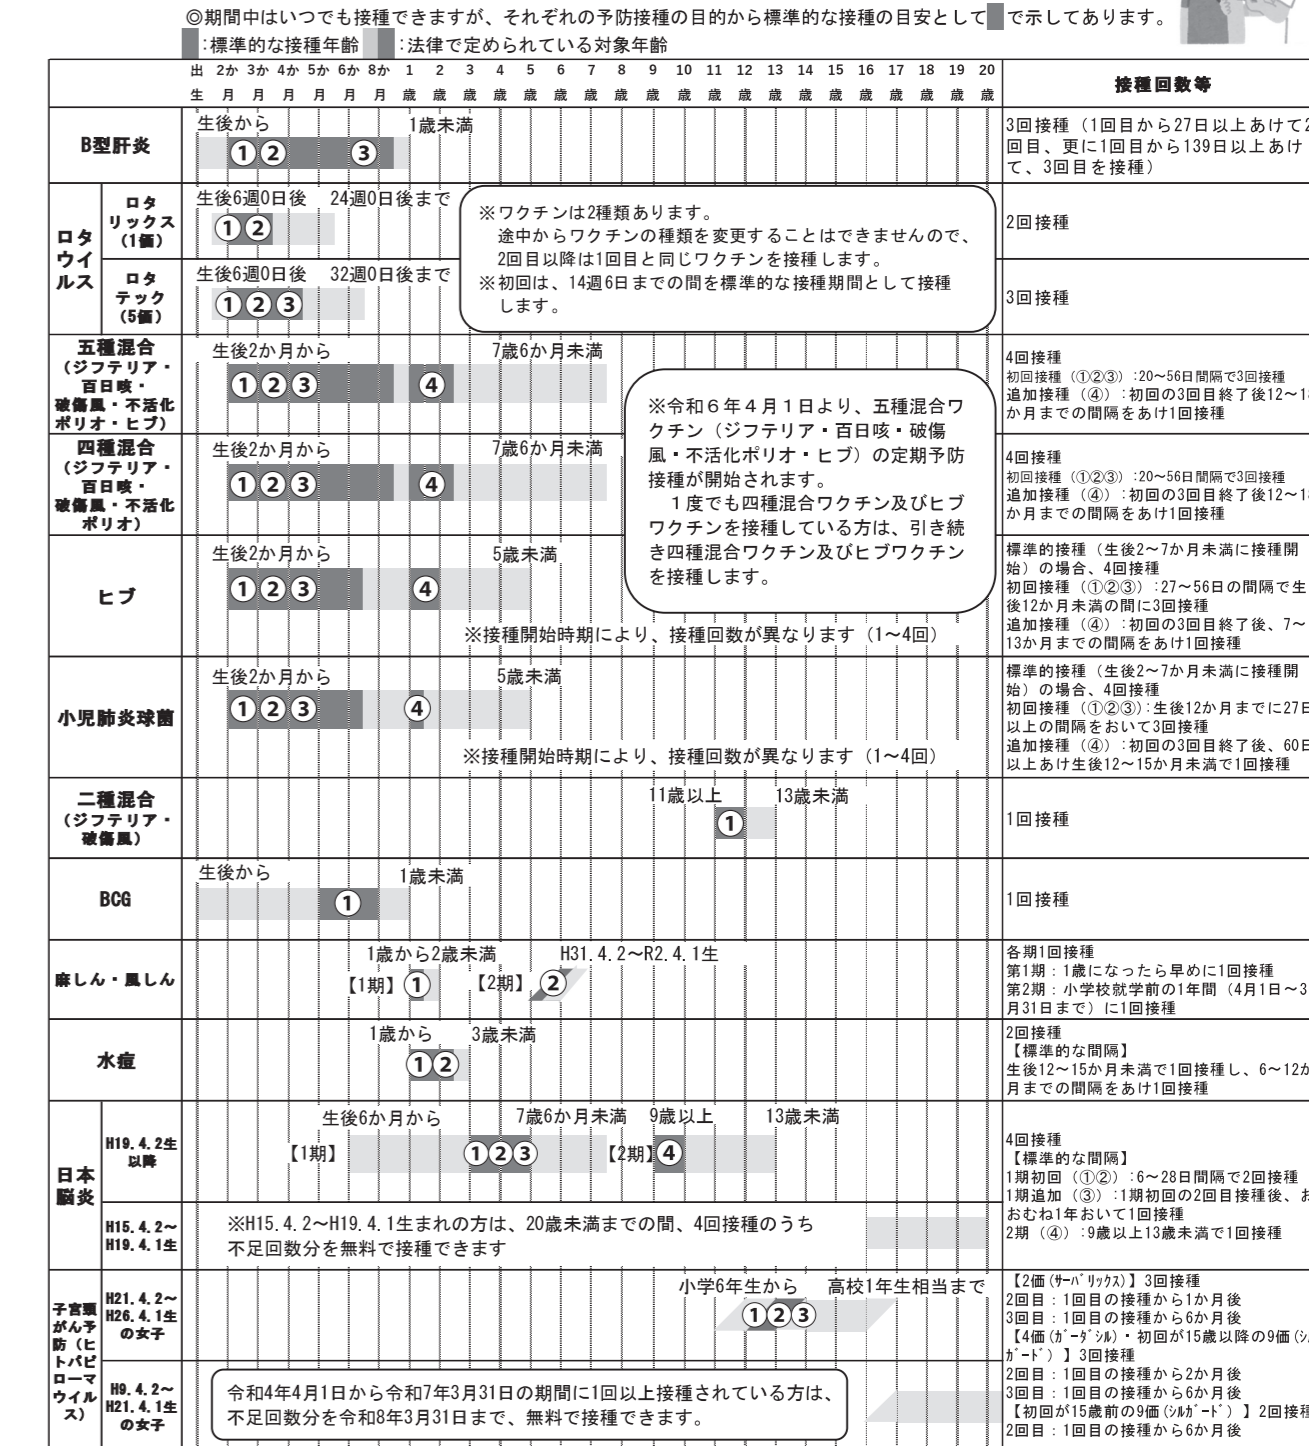 ◎期間中はいつでも接種できますが、それぞれの予防接種の目的から標準的な接種の目安として■で示してあります。
■:標準的な接種年齢 ■:法律で定められている対象年齢
出生 2か月 3か月 4か月 5か月 6か月 8か月 1歳 2歳 3歳 4歳 5歳 6歳 7歳 8歳 9歳 10歳 11歳 12歳 13歳 14歳 15歳 16歳 17歳 18歳 19歳 20歳 接種回数等
B型肝炎
生後から 1歳未満
①② ③
3回接種(1回目から27日以上あけて2
回目、更に1回目から139日以上あけ
て、3回目を接種)
ロタ
ウイ
ルス
ロタ
リックス
(1価)
生後6週0日後 24週0日後まで
①②
2回接種
ロタ
テック
(5価)
生後6週0日後 32週0日後まで
①②③
3回接種
※ワクチンは2種類あります。
途中からワクチンの種類を変更することはできませんので、
2回目以降は1回目と同じワクチンを接種します。
※初回は、14週6日までの間を標準的な接種期間として接種
します。
五種混合
(ジフテリア・
百日咳・
破傷風・不活化
ポリオ・ヒブ)
生後2か月から 7歳6か月未満
①②③ ④
4回接種
初回接種(①②③):20~56日間隔で3回接種
追加接種(④):初回の3回目終了後12~18
か月までの間隔をあけ1回接種
四種混合
(ジフテリア・
百日咳・
破傷風・不活化
ポリオ)
生後2か月から 7歳6か月未満
①②③ ④
4回接種
初回接種(①②③):20~56日間隔で3回接種
追加接種(④):初回の3回目終了後12~18
か月までの間隔をあけ1回接種
※令和6年4月1日より、五種混合ワ
クチン(ジフテリア・百日咳・破傷
風・不活化ポリオ・ヒブ)の定期予防
接種が開始されます。
1度でも四種混合ワクチン及びヒブ
ワクチンを接種している方は、引き続
き四種混合ワクチン及びヒブワクチン
を接種します。
ヒブ
生後2か月から 5歳未満
①②③ ④
※接種開始時期により、接種回数が異なります(1~4回)
標準的接種(生後2~7か月未満に接種開
始)の場合、4回接種
初回接種(①②③):27~56日の間隔で生
後12か月未満の間に3回接種
追加接種(④):初回の3回目終了後、7~
13か月までの間隔をあけ1回接種
小児肺炎球菌
生後2か月から 5歳未満
①②③ ④
※接種開始時期により、接種回数が異なります(1~4回)
標準的接種(生後2~7か月未満に接種開
始)の場合、4回接種
初回接種(①②③):生後12か月までに27日
以上の間隔をおいて3回接種
追加接種(④):初回の3回目終了後、60日
以上あけ生後12~15か月未満で1回接種
二種混合
(ジフテリア・
破傷風)
11歳以上 13歳未満
①
1回接種
BCG
生後から 1歳未満
①
1回接種
麻しん・風しん
1歳から2歳未満 H31.4.2~R2.4.1生
【1期】① 【2期】②
各期1回接種
第1期:1歳になったら早めに1回接種
第2期:小学校就学前の1年間(4月1日~3
月31日まで)に1回接種
水痘
1歳から 3歳未満
①②
2回接種
【標準的な間隔】
生後12~15か月未満で1回接種し、6~12か
月までの間隔をあけ1回接種
日本
脳炎
H19.4.2生
以降
生後6か月から 7歳6か月未満 9歳以上 13歳未満
【1期】 ①②③ 【2期】④
4回接種
【標準的な間隔】
1期初回(①②):6~28日間隔で2回接種
1期追加(③):1期初回の2回目接種後、お
おむね1年おいて1回接種
2期(④):9歳以上13歳未満で1回接種
H15.4.2~
H19.4.1生
※H15.4.2~H19.4.1生まれの方は、20歳未満までの間、4回接種のうち
不足回数分を無料で接種できます
子宮頸
がん予
防(ヒ
トパピ
ローマ
ウイル
ス)
H21.4.2~
H26.4.1生
の女子
小学6年生から 高校1年生相当まで
①②③
【2価(サーバリックス)】3回接種
2回目:1回目の接種から1か月後
3回目:1回目の接種から6か月後
【4価(ガーダシル)・初回が15歳以降の9価(シル
ガード)】3回接種
2回目:1回目の接種から2か月後
3回目:1回目の接種から6か月後
【初回が15歳前の9価(シルガード)】2回接種
2回目:1回目の接種から6か月後
H9.4.2~
H21.4.1生
の女子
令和4年4月1日から令和7年3月31日の期間に1回以上接種されている方は、
不足回数分を令和8年3月31日まで、無料で接種できます。